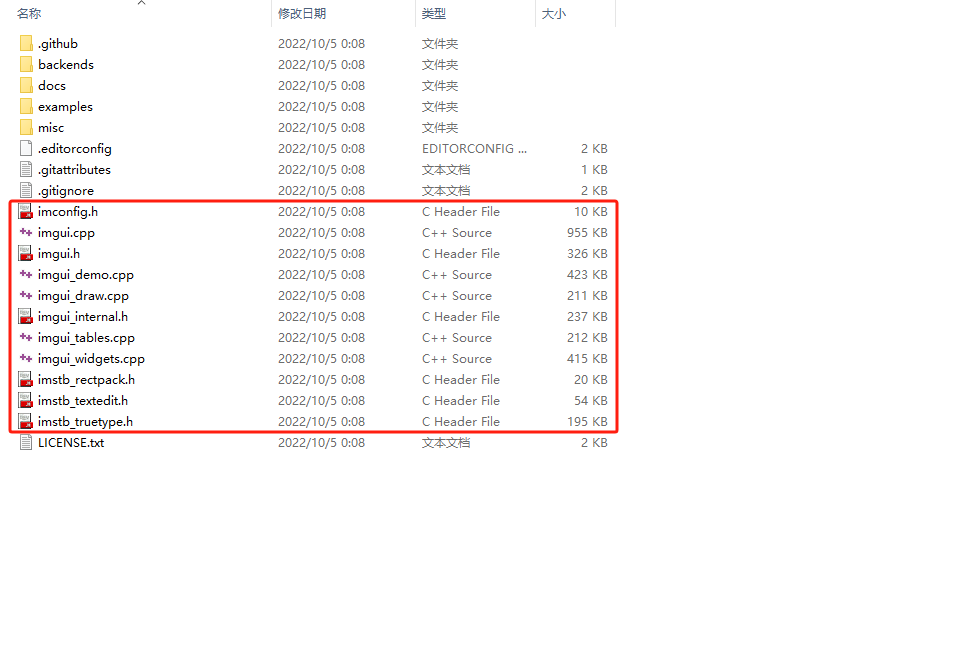 名称 修改日期 类型 大小
.github 2022/10/5 0:08 文件夹
backends 2022/10/5 0:08 文件夹
docs 2022/10/5 0:08 文件夹
examples 2022/10/5 0:08 文件夹
misc 2022/10/5 0:08 文件夹
.editorconfig 2022/10/5 0:08 EDITORCONFIG ... 2 KB
.gitattributes 2022/10/5 0:08 文本文档 1 KB
.gitignore 2022/10/5 0:08 文本文档 2 KB
imconfig.h 2022/10/5 0:08 C Header File 10 KB
imgui.cpp 2022/10/5 0:08 C++ Source 955 KB
imgui.h 2022/10/5 0:08 C Header File 326 KB
imgui_demo.cpp 2022/10/5 0:08 C++ Source 423 KB
imgui_draw.cpp 2022/10/5 0:08 C++ Source 211 KB
imgui_internal.h 2022/10/5 0:08 C Header File 237 KB
imgui_tables.cpp 2022/10/5 0:08 C++ Source 212 KB
imgui_widgets.cpp 2022/10/5 0:08 C++ Source 415 KB
imstb_rectpack.h 2022/10/5 0:08 C Header File 20 KB
imstb_textedit.h 2022/10/5 0:08 C Header File 54 KB
imstb_truetype.h 2022/10/5 0:08 C Header File 195 KB
LICENSE.txt 2022/10/5 0:08 文本文档 2 KB